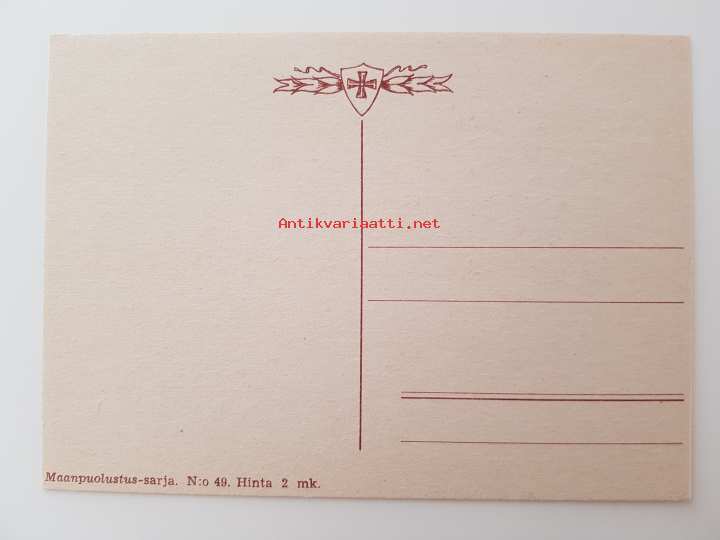 Antikvariaatti.net
Maanpuolustus-sarja. N:o 49. Hinta 2 mk.